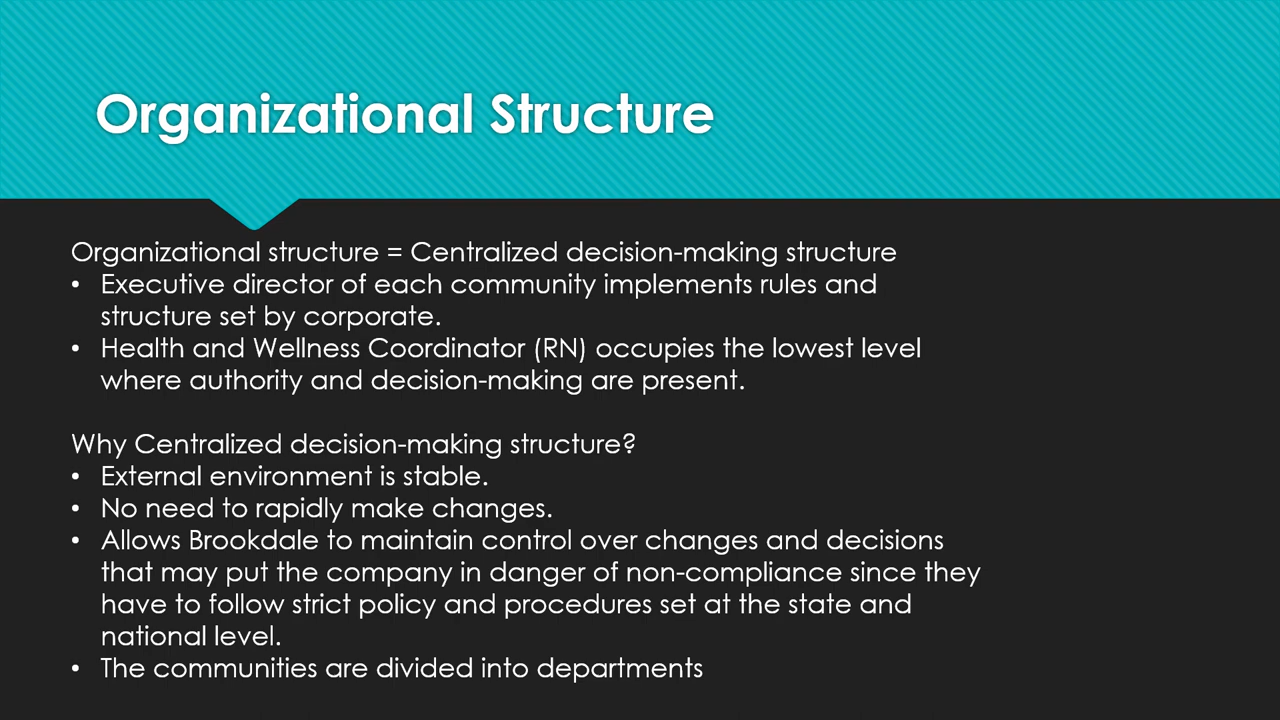 Organizational Structure
Organizational structure = Centralized decision-making structure
• Executive director of each community implements rules and
structure set by corporate.
• Health and Wellness Coordinator (RN) occupies the lowest level
where authority and decision-making are present.
Why Centralized decision-making structure?
• External environment is stable.
• No need to rapidly make changes.
• Allows Brookdale to maintain control over changes and decisions
that may put the company in danger of non-compliance since they
have to follow strict policy and procedures set at the state and
national level.
• The communities are divided into departments